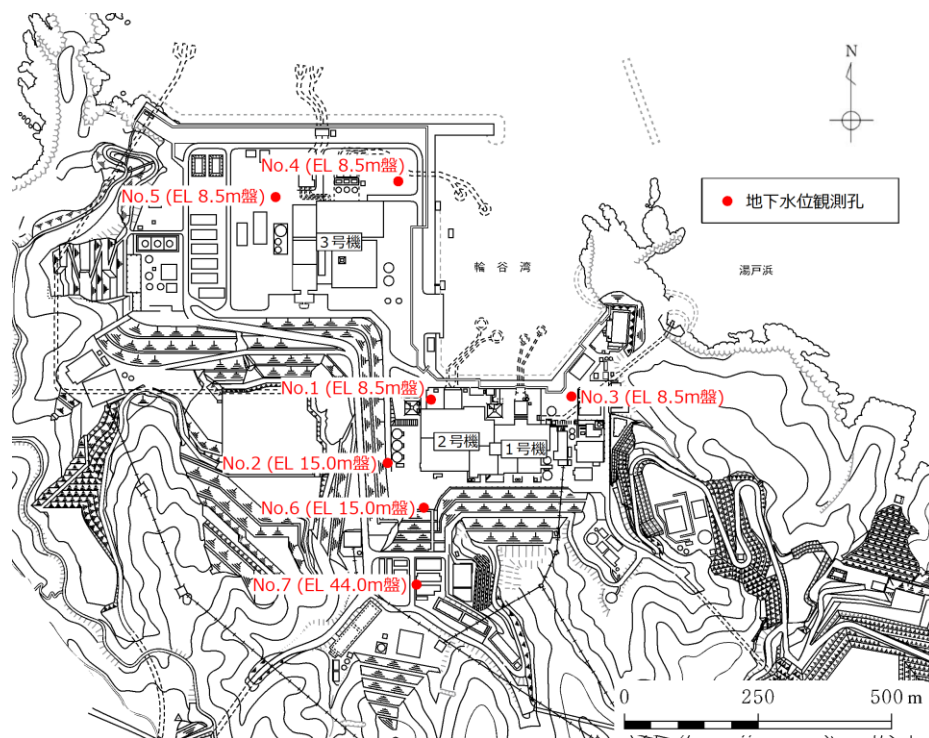 N
No.4 (EL 8.5m盤)
No.5 (EL 8.5m盤)
地下水位観測孔
3号機
輪谷湾
湯戸浜
No.1 (EL 8.5m盤)
No.3 (EL 8.5m盤)
2号機
1号機
No.2 (EL 15.0m盤)
No.6 (EL 15.0m盤)
No.7 (EL 44.0m盤)
0 250 500 m